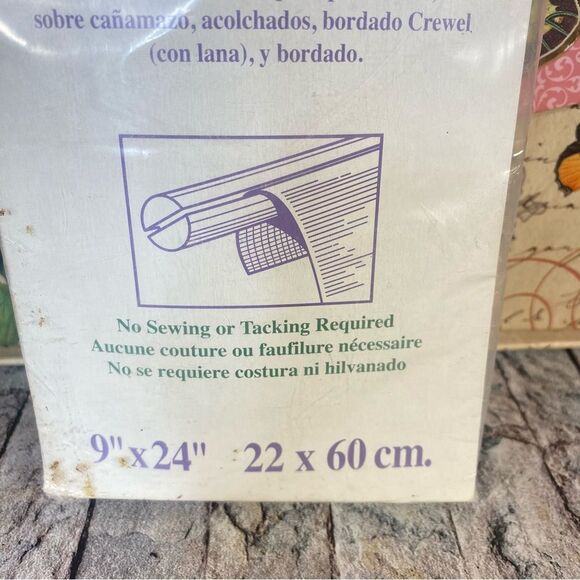 sobre cañamazo, acolchados, bordado Crewel
(con lana), y bordado.
No Sewing or Tacking Required
Aucune couture ou faufilure nécessaire
No se requiere costura ni hilvanado
9" x 24" 22 x 60 cm.